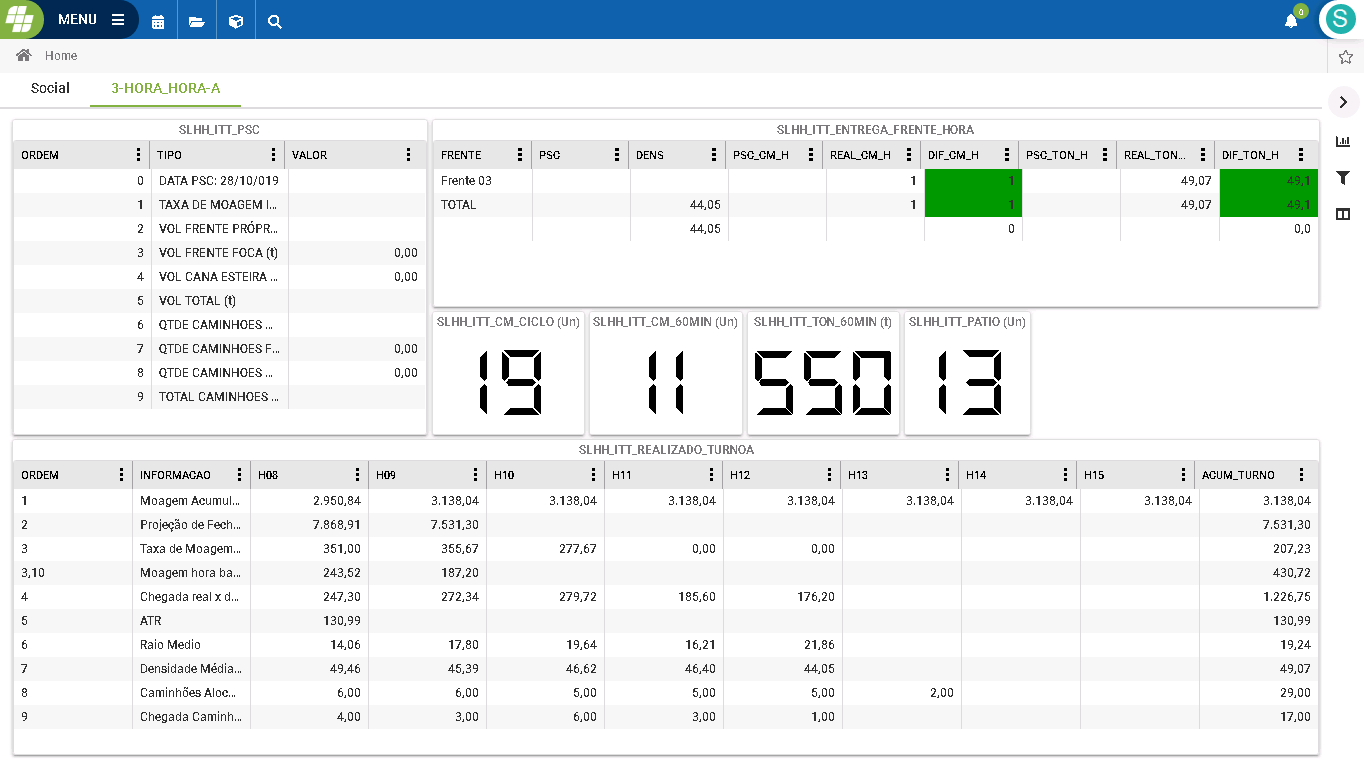 MENU
0
S
Home
Social 3-HORA_HORA-A
SLHH_ITT_PSC
ORDEM TIPO VALOR
0 DATA PSC: 28/10/019
1 TAXA DE MOAGEM I...
2 VOL FRENTE PRÓPR...
3 VOL FRENTE FOCA (t) 0,00
4 VOL CANA ESTEIRA ... 0,00
5 VOL TOTAL (t)
6 QTDE CAMINHOES ...
7 QTDE CAMINHOES F... 0,00
8 QTDE CAMINHOES ... 0,00
9 TOTAL CAMINHOES ...
SLHH_ITT_ENTREGA_FRENTE_HORA
FRENTE PSC DENS PSC_CM_H REAL_CM_H DIF_CM_H PSC_TON_H REAL_TON... DIF_TON_H
Frente 03 1 1 49,07 49,1
TOTAL 44,05 1 1 49,07 49,1
44,05 0 0,0
SLHH_ITT_CM_CICLO (Un)
19
SLHH_ITT_CM_60MIN (Un)
11
SLHH_ITT_TON_60MIN (t)
550
SLHH_ITT_PATIO (Un)
13
SLHH_ITT_REALIZADO_TURNOA
ORDEM INFORMACAO H08 H09 H10 H11 H12 H13 H14 H15 ACUM_TURNO
1 Moagem Acumul... 2.950,84 3.138,04 3.138,04 3.138,04 3.138,04 3.138,04 3.138,04 3.138,04 3.138,04
2 Projeção de Fech... 7.868,91 7.531,30 7.531,30
3 Taxa de Moagem... 351,00 355,67 277,67 0,00 0,00 207,23
3,10 Moagem hora ba... 243,52 187,20 430,72
4 Chegada real x d... 247,30 272,34 279,72 185,60 176,20 1.226,75
5 ATR 130,99 130,99
6 Raio Medio 14,06 17,80 19,64 16,21 21,86 19,24
7 Densidade Média... 49,46 45,39 46,62 46,40 44,05 49,07
8 Caminhões Aloc... 6,00 6,00 5,00 5,00 5,00 2,00 29,00
9 Chegada Caminh... 4,00 3,00 6,00 3,00 1,00 17,00